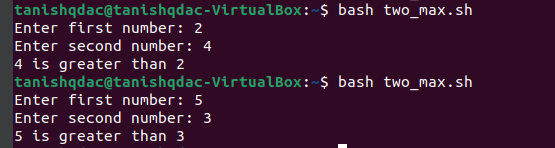 tanishqdac@tanishqdac-VirtualBox:~$ bash two_max.sh
Enter first number: 2
Enter second number: 4
4 is greater than 2
tanishqdac@tanishqdac-VirtualBox:~$ bash two_max.sh
Enter first number: 5
Enter second number: 3
5 is greater than 3